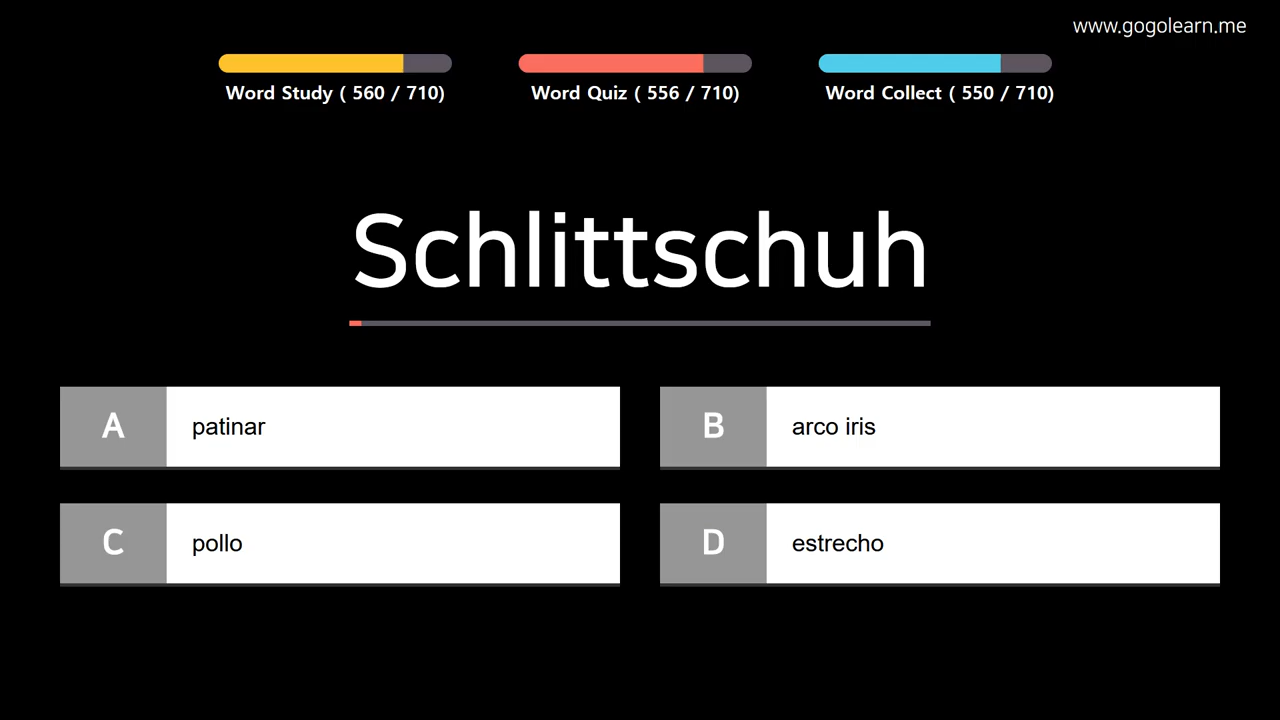 www.gogolearn.me
Word Study ( 560 / 710)
Word Quiz ( 556 / 710)
Word Collect ( 550 / 710)
Schlittschuh
A patinar
B arco iris
C pollo
D estrecho